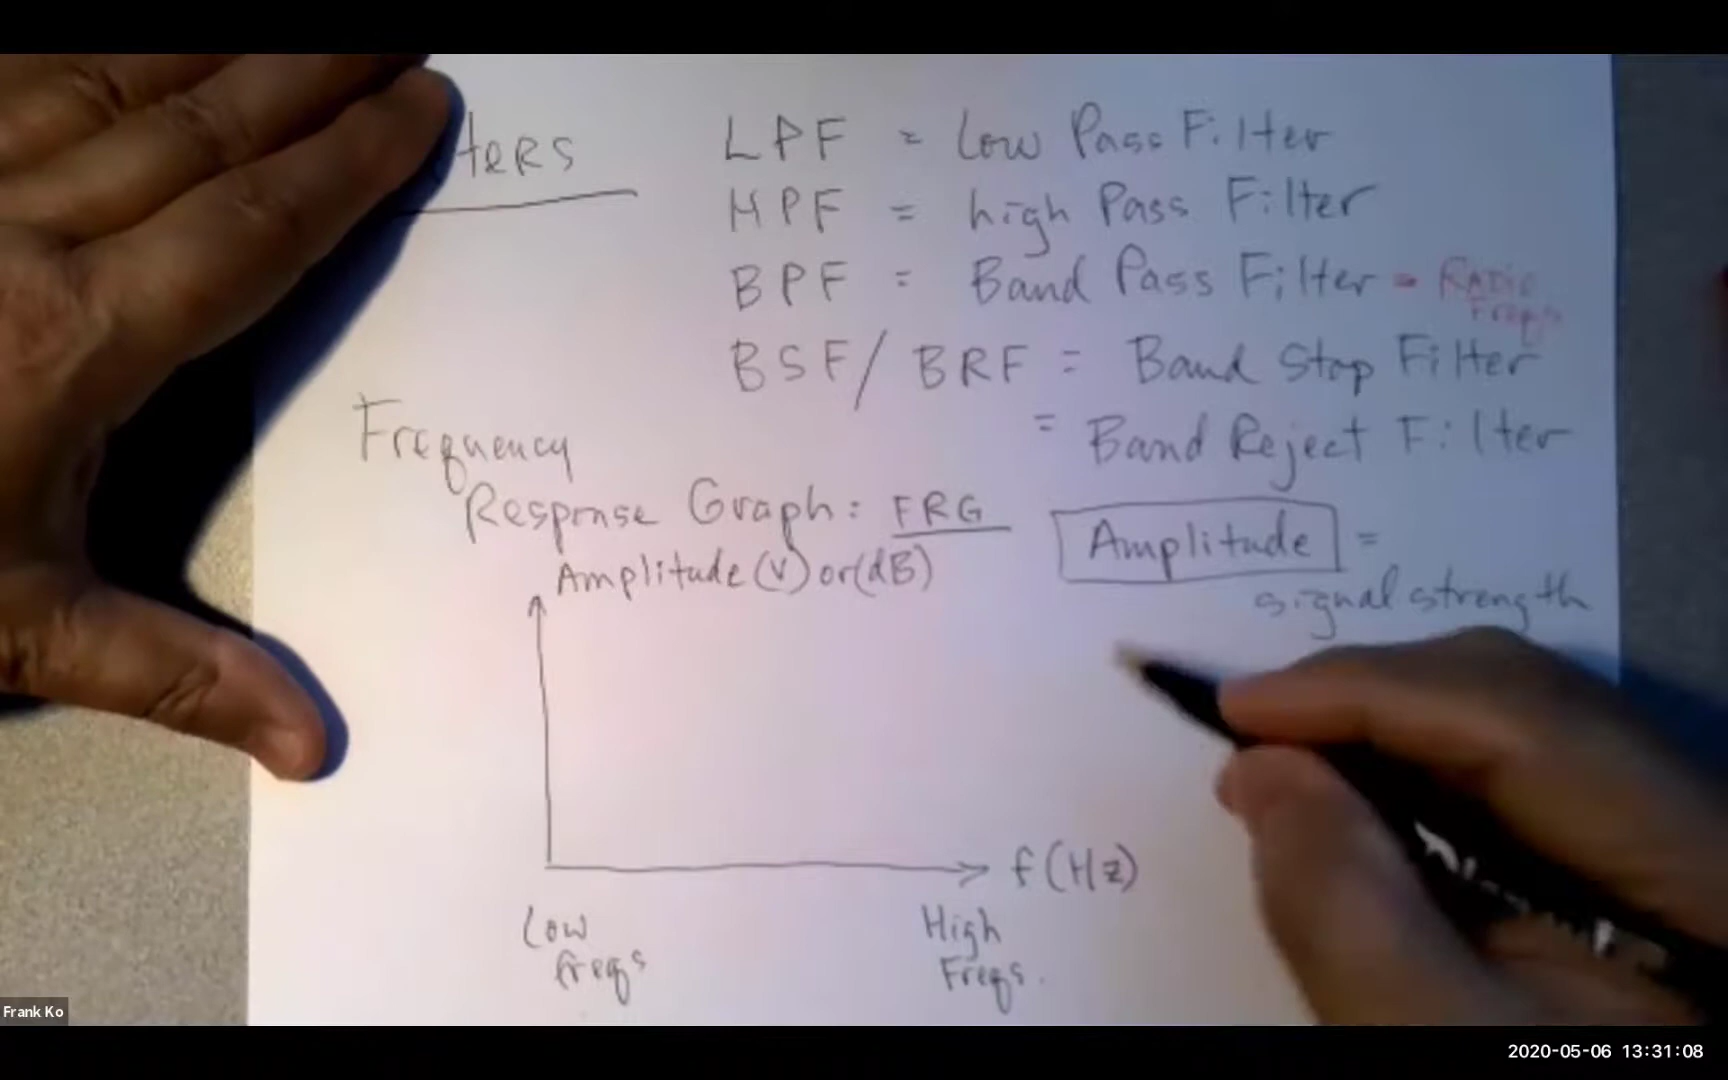 ters
LPF = Low Pass Filter
HPF = high Pass Filter
BPF = Band Pass Filter - Radio
Freqs
BSF/BRF = Band Stop Filter
= Band Reject Filter
Frequency
Response Graph: FRG
Amplitude =
signal strength
Amplitude (V) or (dB)
f (Hz)
Low
freqs
High
Freqs.
Frank Ko
2020-05-06 13:31:08